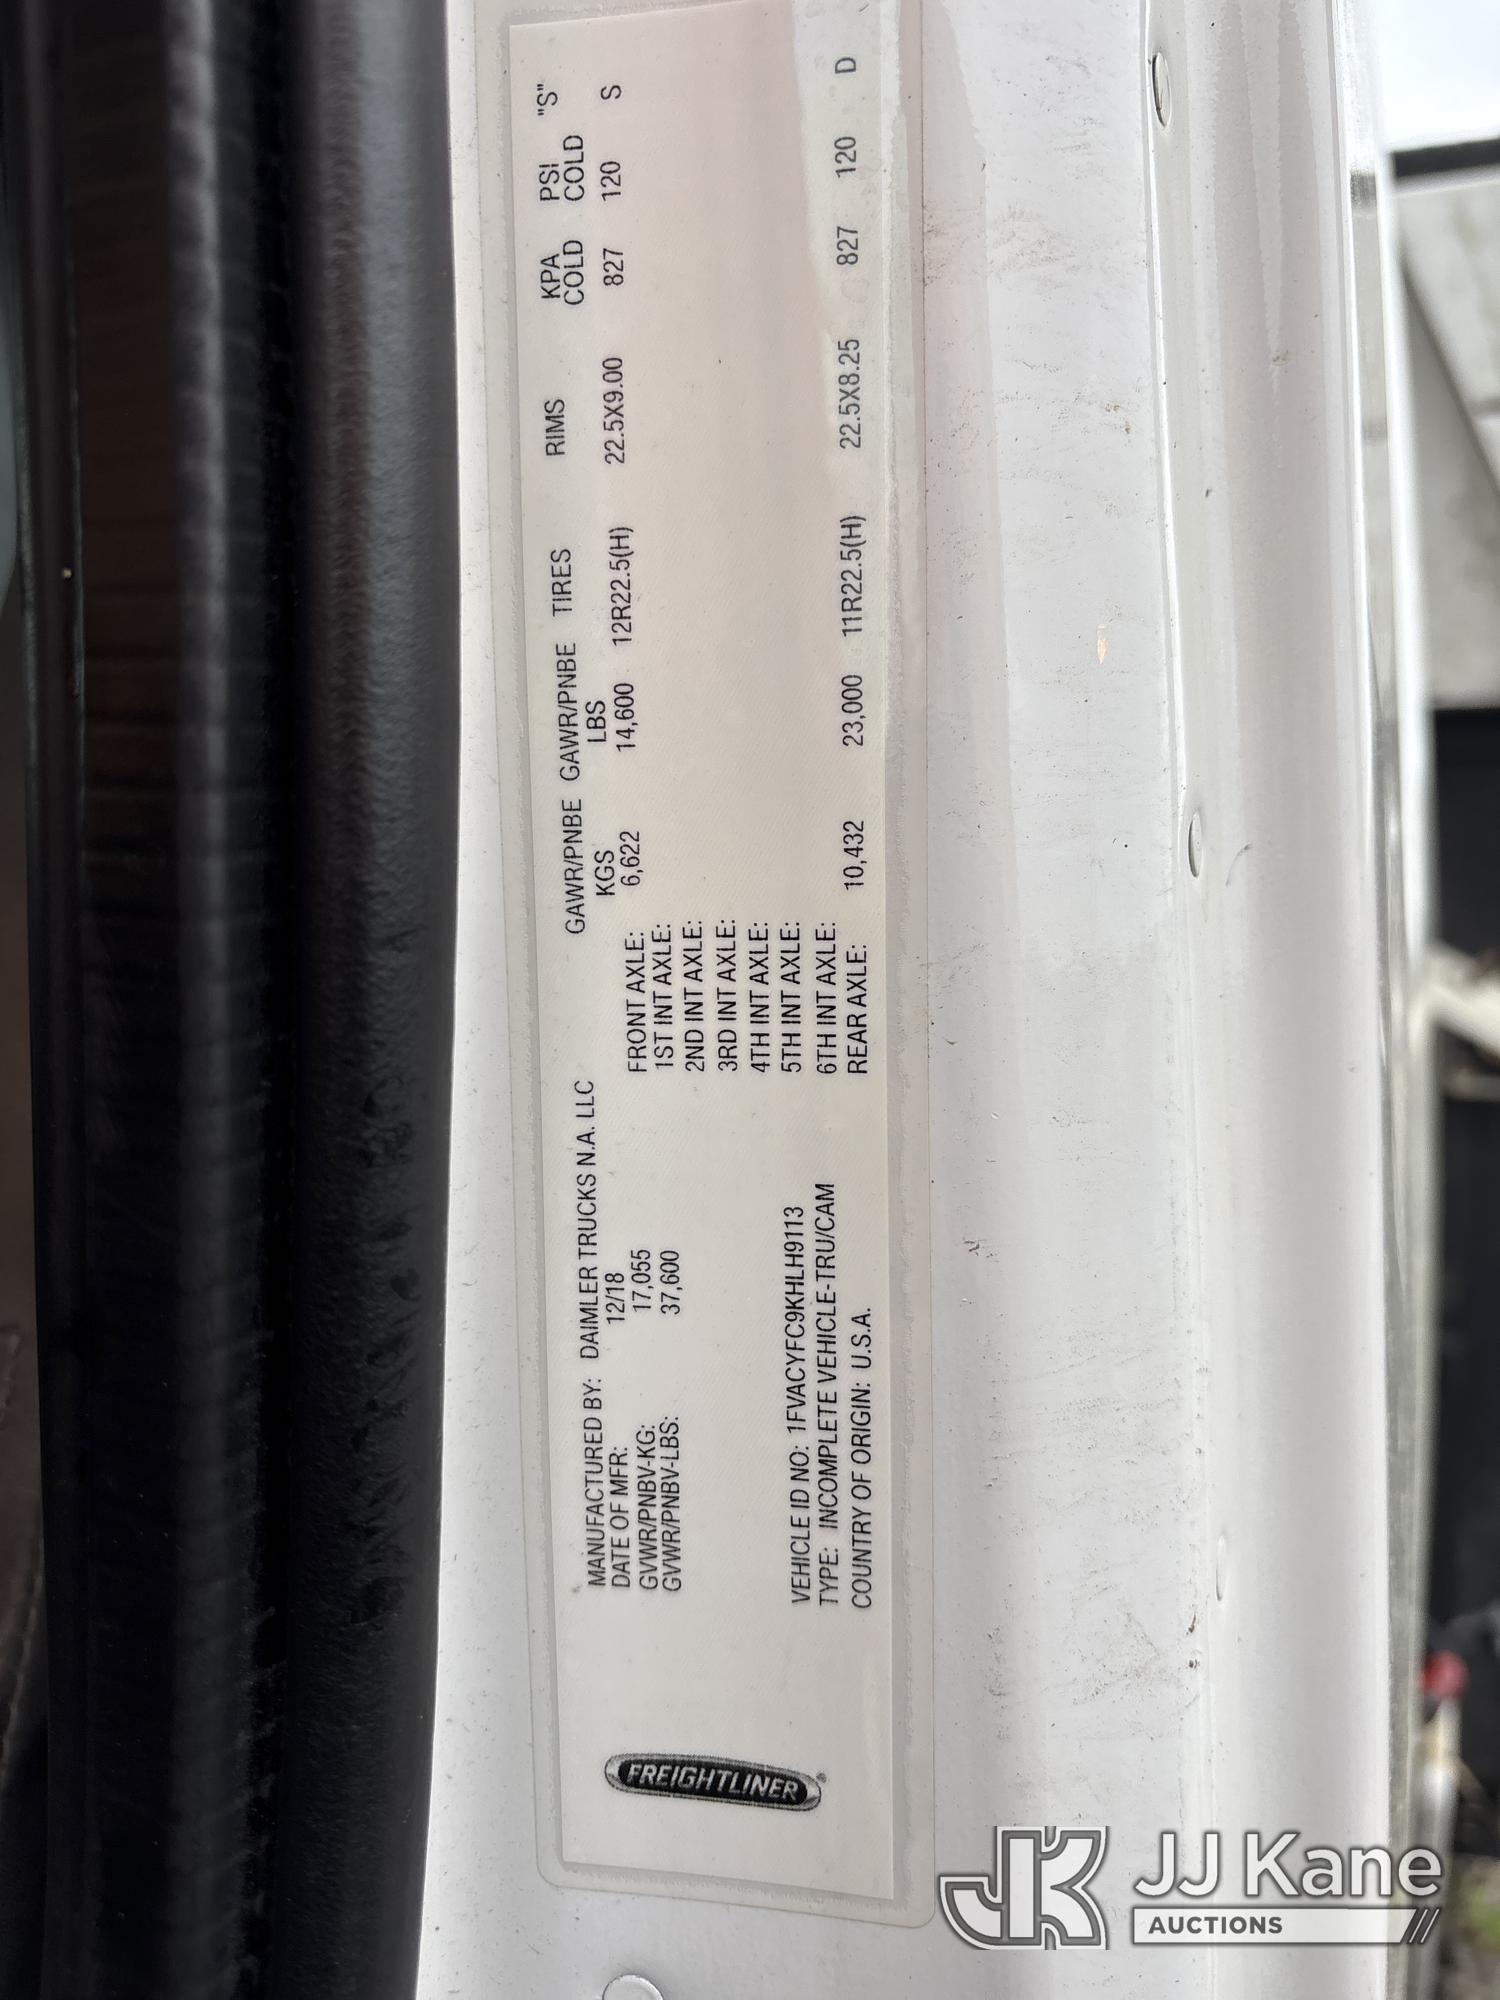 MANUFACTURED BY: DAIMLER TRUCKS N.A. LLC
DATE OF MFR: 12/18
GVWR/PNBV-KG: 17,055
GVWR/PNBV-LBS: 37,600
GAWR/PNBE KGS GAWR/PNBE LBS TIRES RIMS KPA COLD PSI COLD "S"
FRONT AXLE: 6,622 14,600 12R22.5(H) 22.5X9.00 827 120 S
1ST INT AXLE:
2ND INT AXLE:
3RD INT AXLE:
4TH INT AXLE:
5TH INT AXLE:
6TH INT AXLE:
REAR AXLE: 10,432 23,000 11R22.5(H) 22.5X8.25 827 120 D
VEHICLE ID NO: 1FVACYFC9KHLH9113
TYPE: INCOMPLETE VEHICLE-TRU/CAM
COUNTRY OF ORIGIN: U.S.A.
FREIGHTLINER®
JK JJ Kane
AUCTIONS